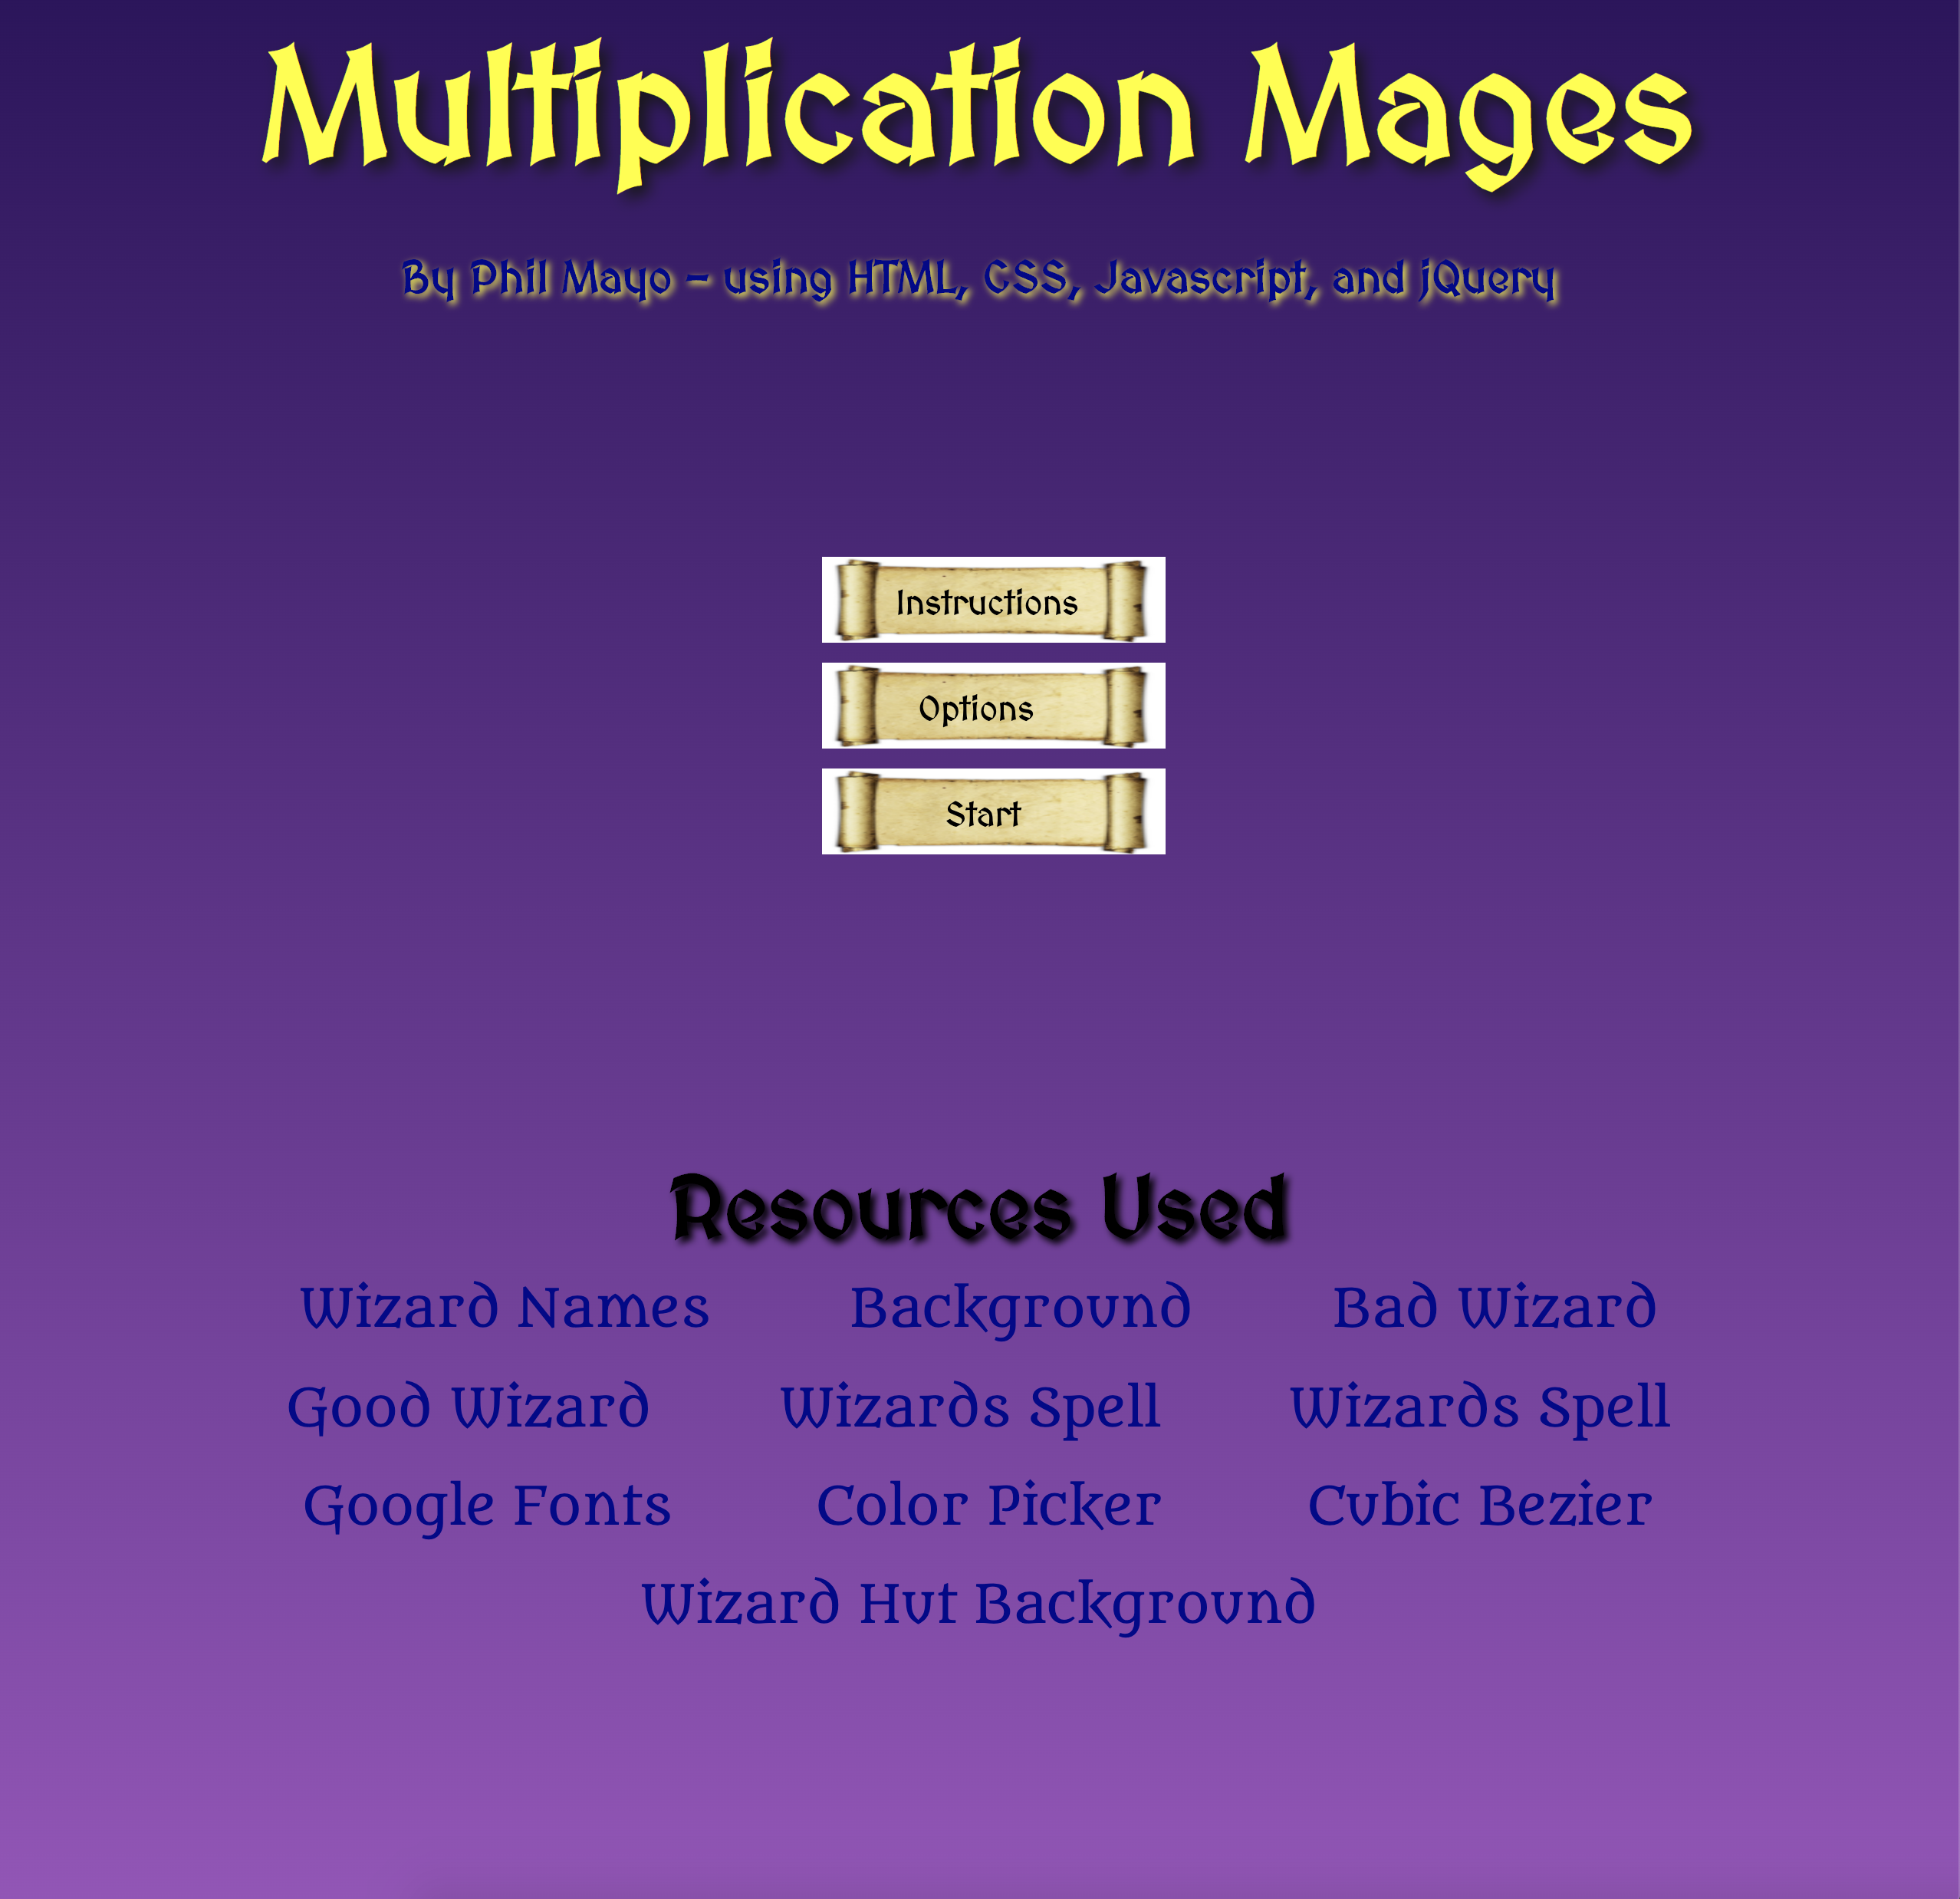 Multiplication Mages
By Phil Mayo - using HTML, CSS, Javascript, and jQuery
Instructions
Options
Start
Resources Used
Wizard Names Background Bad Wizard
Good Wizard Wizards Spell Wizards Spell
Google Fonts Color Picker Cubic Bezier
Wizard Hut Background